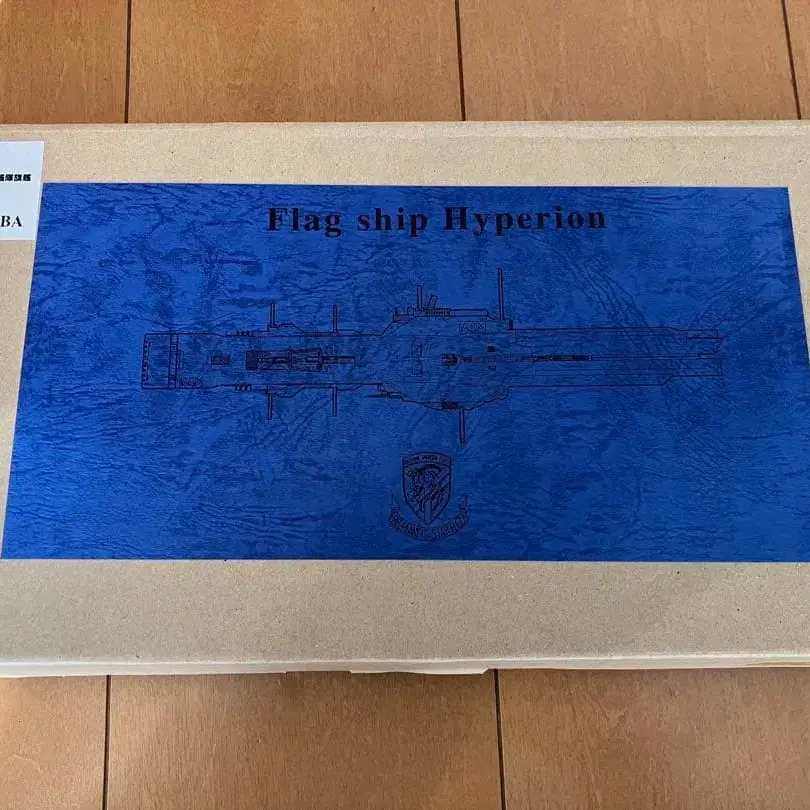 艦隊旗艦
BA
Flag ship Hyperion